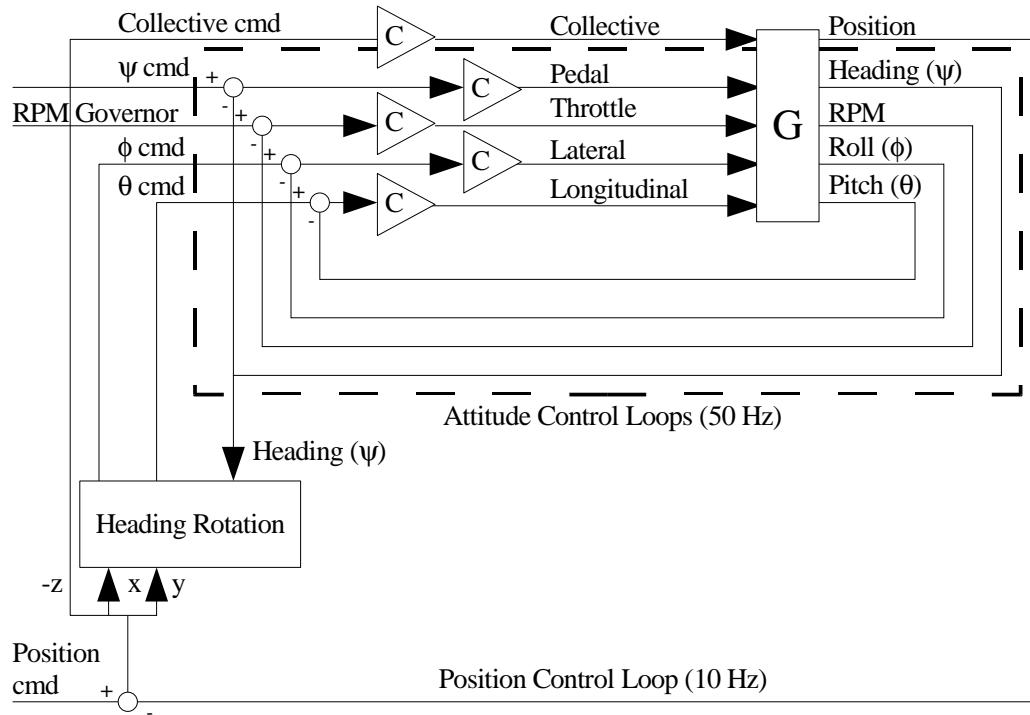 Collective cmd
C
Collective
Position
ψ cmd
+
-
C
Pedal
Heading (ψ)
RPM Governor
+
-
C
Throttle
G
RPM
ϕ cmd
+
-
C
Lateral
Roll (ϕ)
θ cmd
+
-
C
Longitudinal
Pitch (θ)
Attitude Control Loops (50 Hz)
Heading (ψ)
Heading Rotation
-z
x
y
Position
cmd
+
-
Position Control Loop (10 Hz)